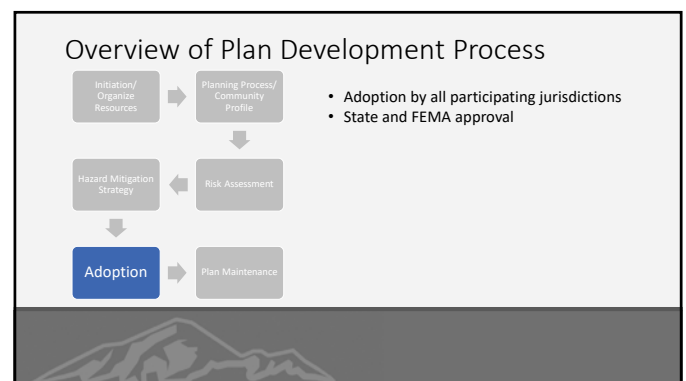 Overview of Plan Development Process
Initiation/
Organize
Resources
Planning Process/
Community
Profile
• Adoption by all participating jurisdictions
• State and FEMA approval
Hazard Mitigation
Strategy
Risk Assessment
Adoption
Plan Maintenance